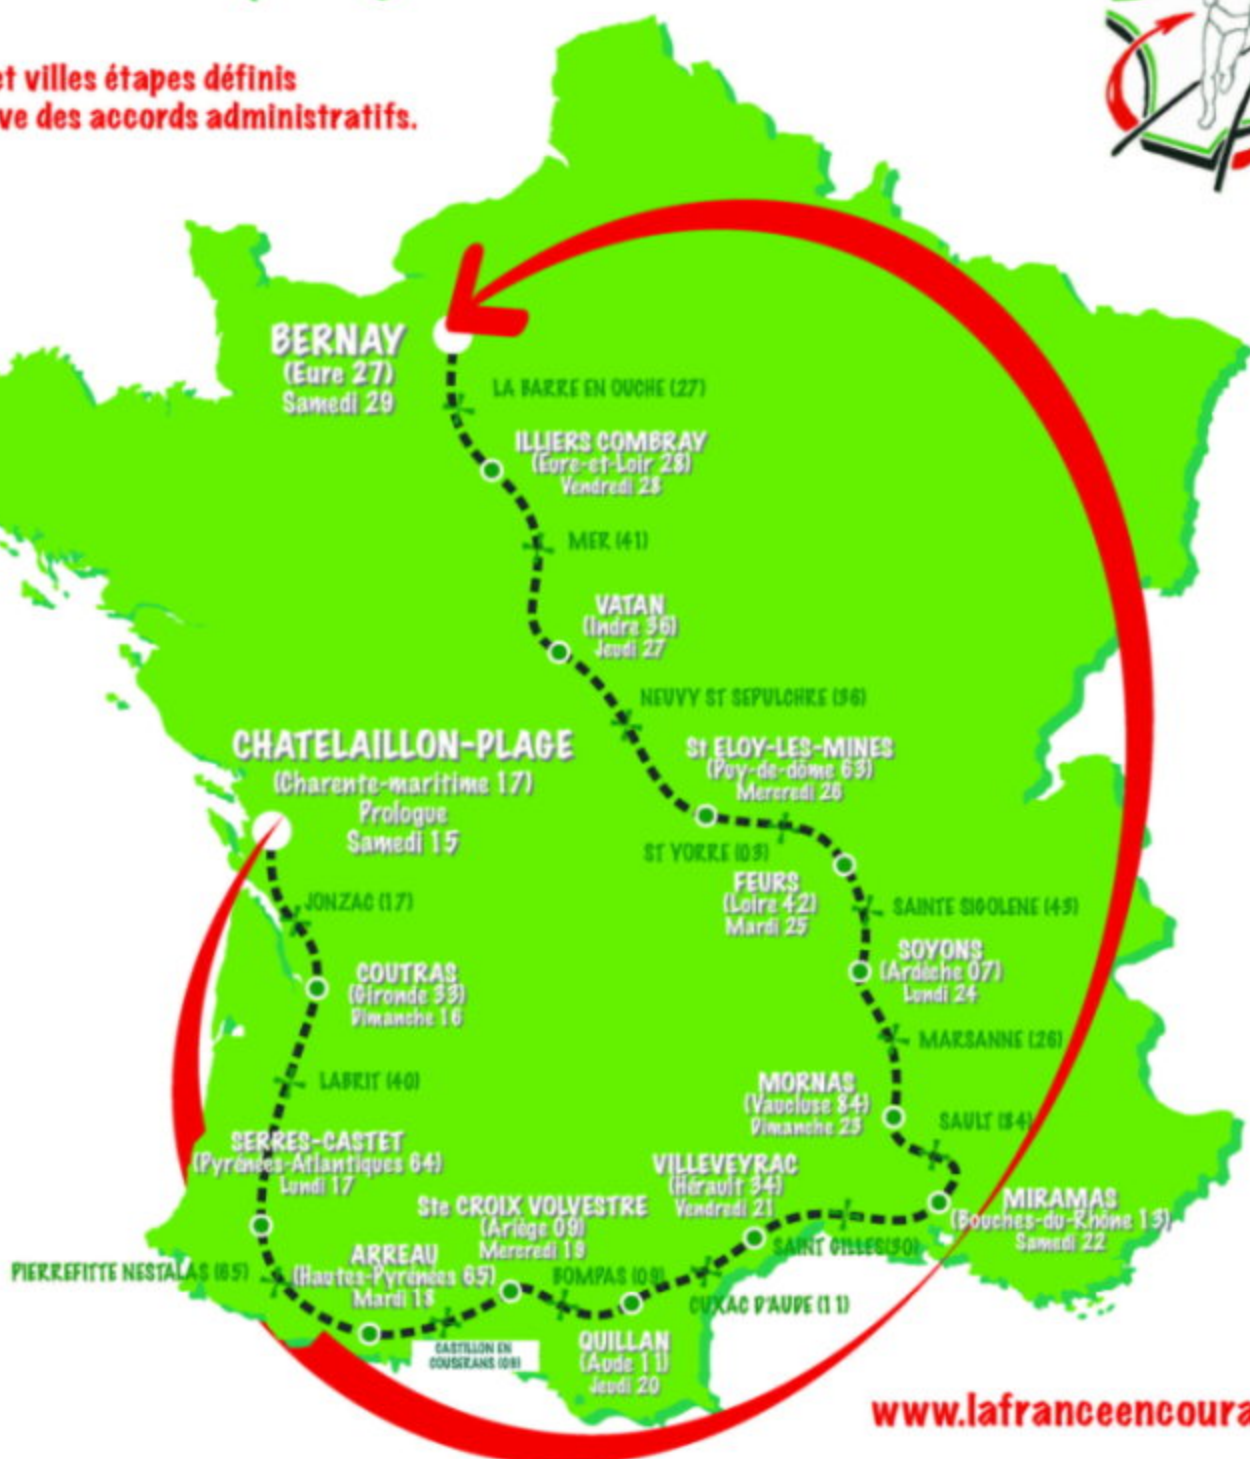 et villes étapes définis
ve des accords administratifs.
BERNAY
(Eure 27)
Samedi 29
LA BARRE EN OUCHE (27)
ILLIERS COMBRAY
(Eure-et-Loir 28)
Vendredi 28
MER (41)
VATAN
(Indre 36)
Jeudi 27
NEUVY ST SEPULCHRE (36)
CHATELAILLON-PLAGE
(Charente-maritime 17)
Prologue
Samedi 15
St ELOY-LES-MINES
(Puy-de-dôme 63)
Mercredi 26
ST YORRE (03)
FEURS
(Loire 42)
Mardi 25
JONZAC (17)
SAINTE SIGOLENE (43)
COUTRAS
(Gironde 33)
Dimanche 16
SOYONS
(Ardèche 07)
Lundi 24
MARSANNE (26)
LABRIT (40)
MORNAS
(Vaucluse 84)
Dimanche 23
SAULT (84)
SERRES-CASTET
(Pyrénées-Atlantiques 64)
Lundi 17
VILLEVEYRAC
(Hérault 34)
Vendredi 21
Ste CROIX VOLVESTRE
(Ariège 09)
Mercredi 19
MIRAMAS
(Bouches-du-Rhône 13)
Samedi 22
SAINT GILLES(30)
PIERREFITTE NESTALAS (65)
ARREAU
(Hautes-Pyrénées 65)
Mardi 18
BOMPAS (09)
CUXAC D'AUDE (11)
CASTILLON EN
COUSERANS (09)
QUILLAN
(Aude 11)
Jeudi 20
www.lafranceencoura